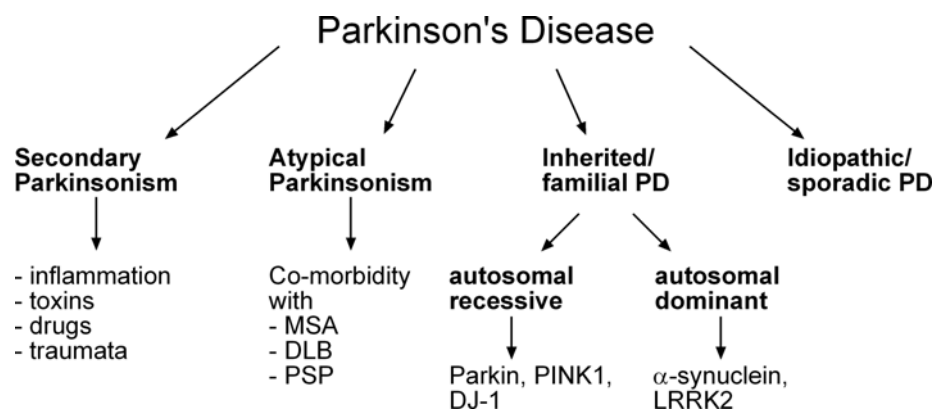 Parkinson's Disease
Secondary
Parkinsonism
- inflammation
- toxins
- drugs
- traumata
Atypical
Parkinsonism
Co-morbidity
with
- MSA
- DLB
- PSP
Inherited/
familial PD
autosomal
recessive
Parkin, PINK1,
DJ-1
autosomal
dominant
α-synuclein,
LRRK2
Idiopathic/
sporadic PD